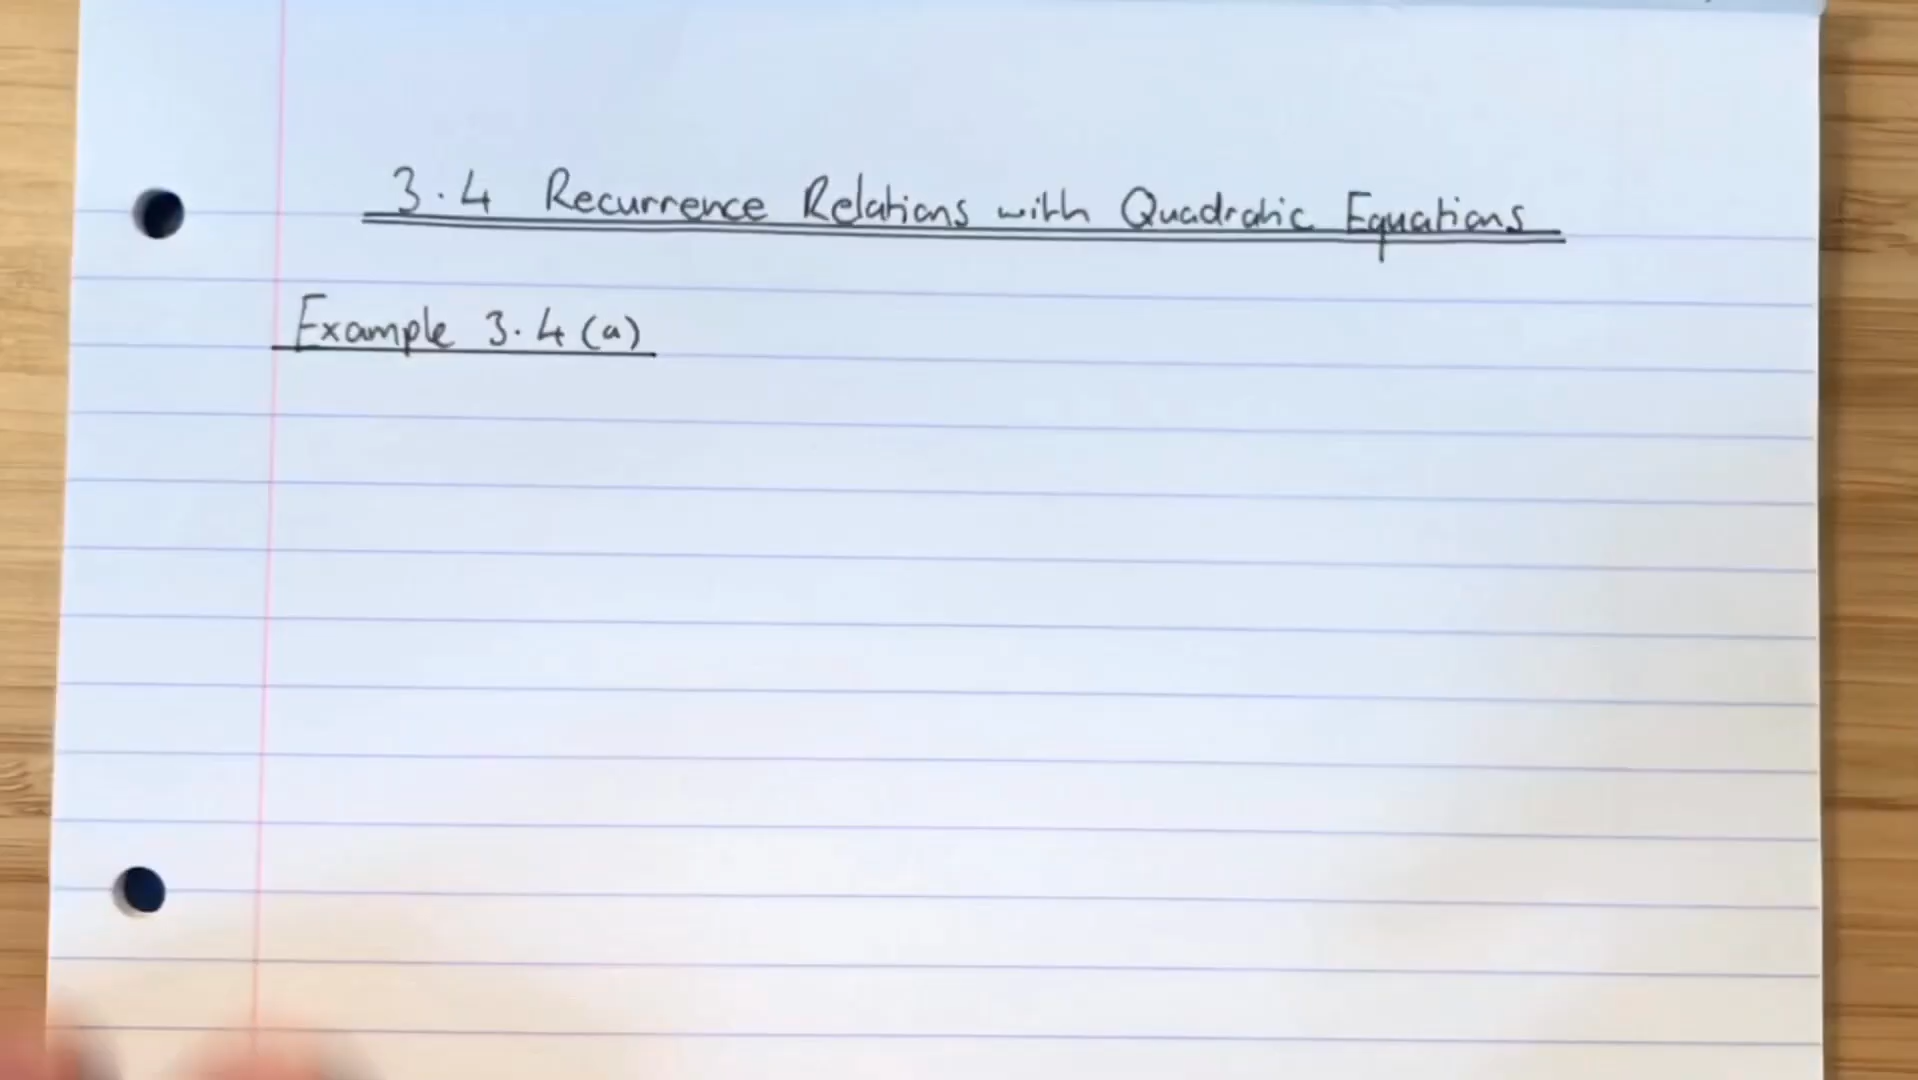 3.4 Recurrence Relations with Quadratic Equations
Example 3.4 (a)